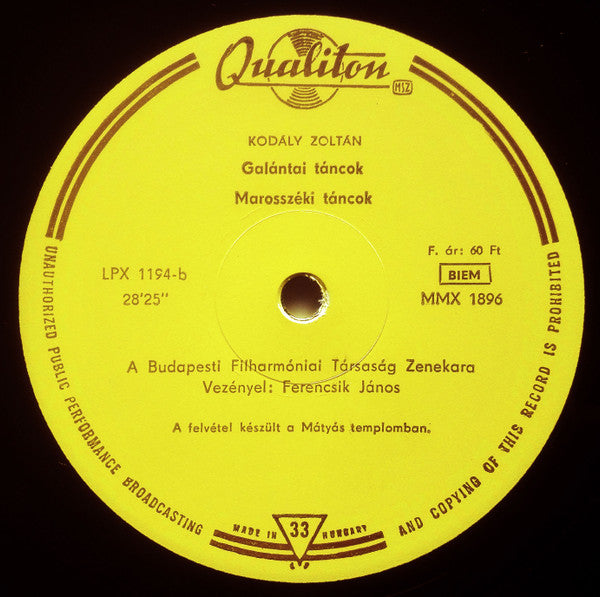 Qualiton
MSZ
KODÁLY ZOLTÁN
Galántai táncok
Marosszéki táncok
LPX 1194-b
28'25"
F. ár: 60 Ft
BIEM
MMX 1896
A Budapesti Filharmóniai Társaság Zenekara
Vezényel: Ferencsik János
A felvétel készült a Mátyás templomban.
UNAUTHORIZED PUBLIC PERFORMANCE BROADCASTING AND COPYING OF THIS RECORD IS PROHIBITED
MADE IN 33 HUNGARY
LP